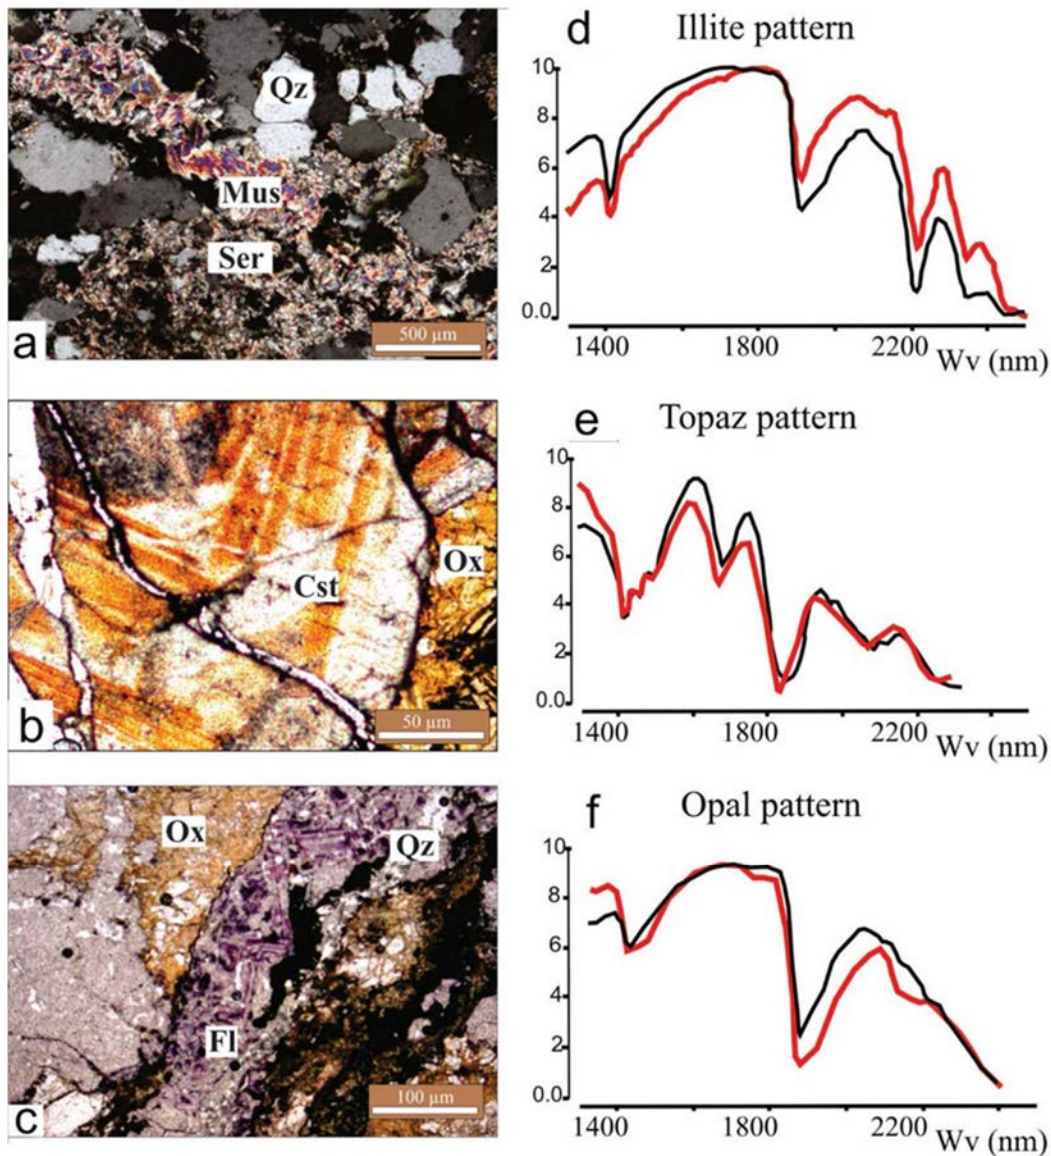 Qz
Mus
Ser
500 µm
a
Cst
Ox
50 µm
b
Ox
Qz
Fl
100 µm
c
d Illite pattern
10
8
6
4
2
0.0
1400 1800 2200 Wv (nm)
e Topaz pattern
10
8
6
4
2
0.0
1400 1800 2200 Wv (nm)
f Opal pattern
10
8
6
4
2
0.0
1400 1800 2200 Wv (nm)